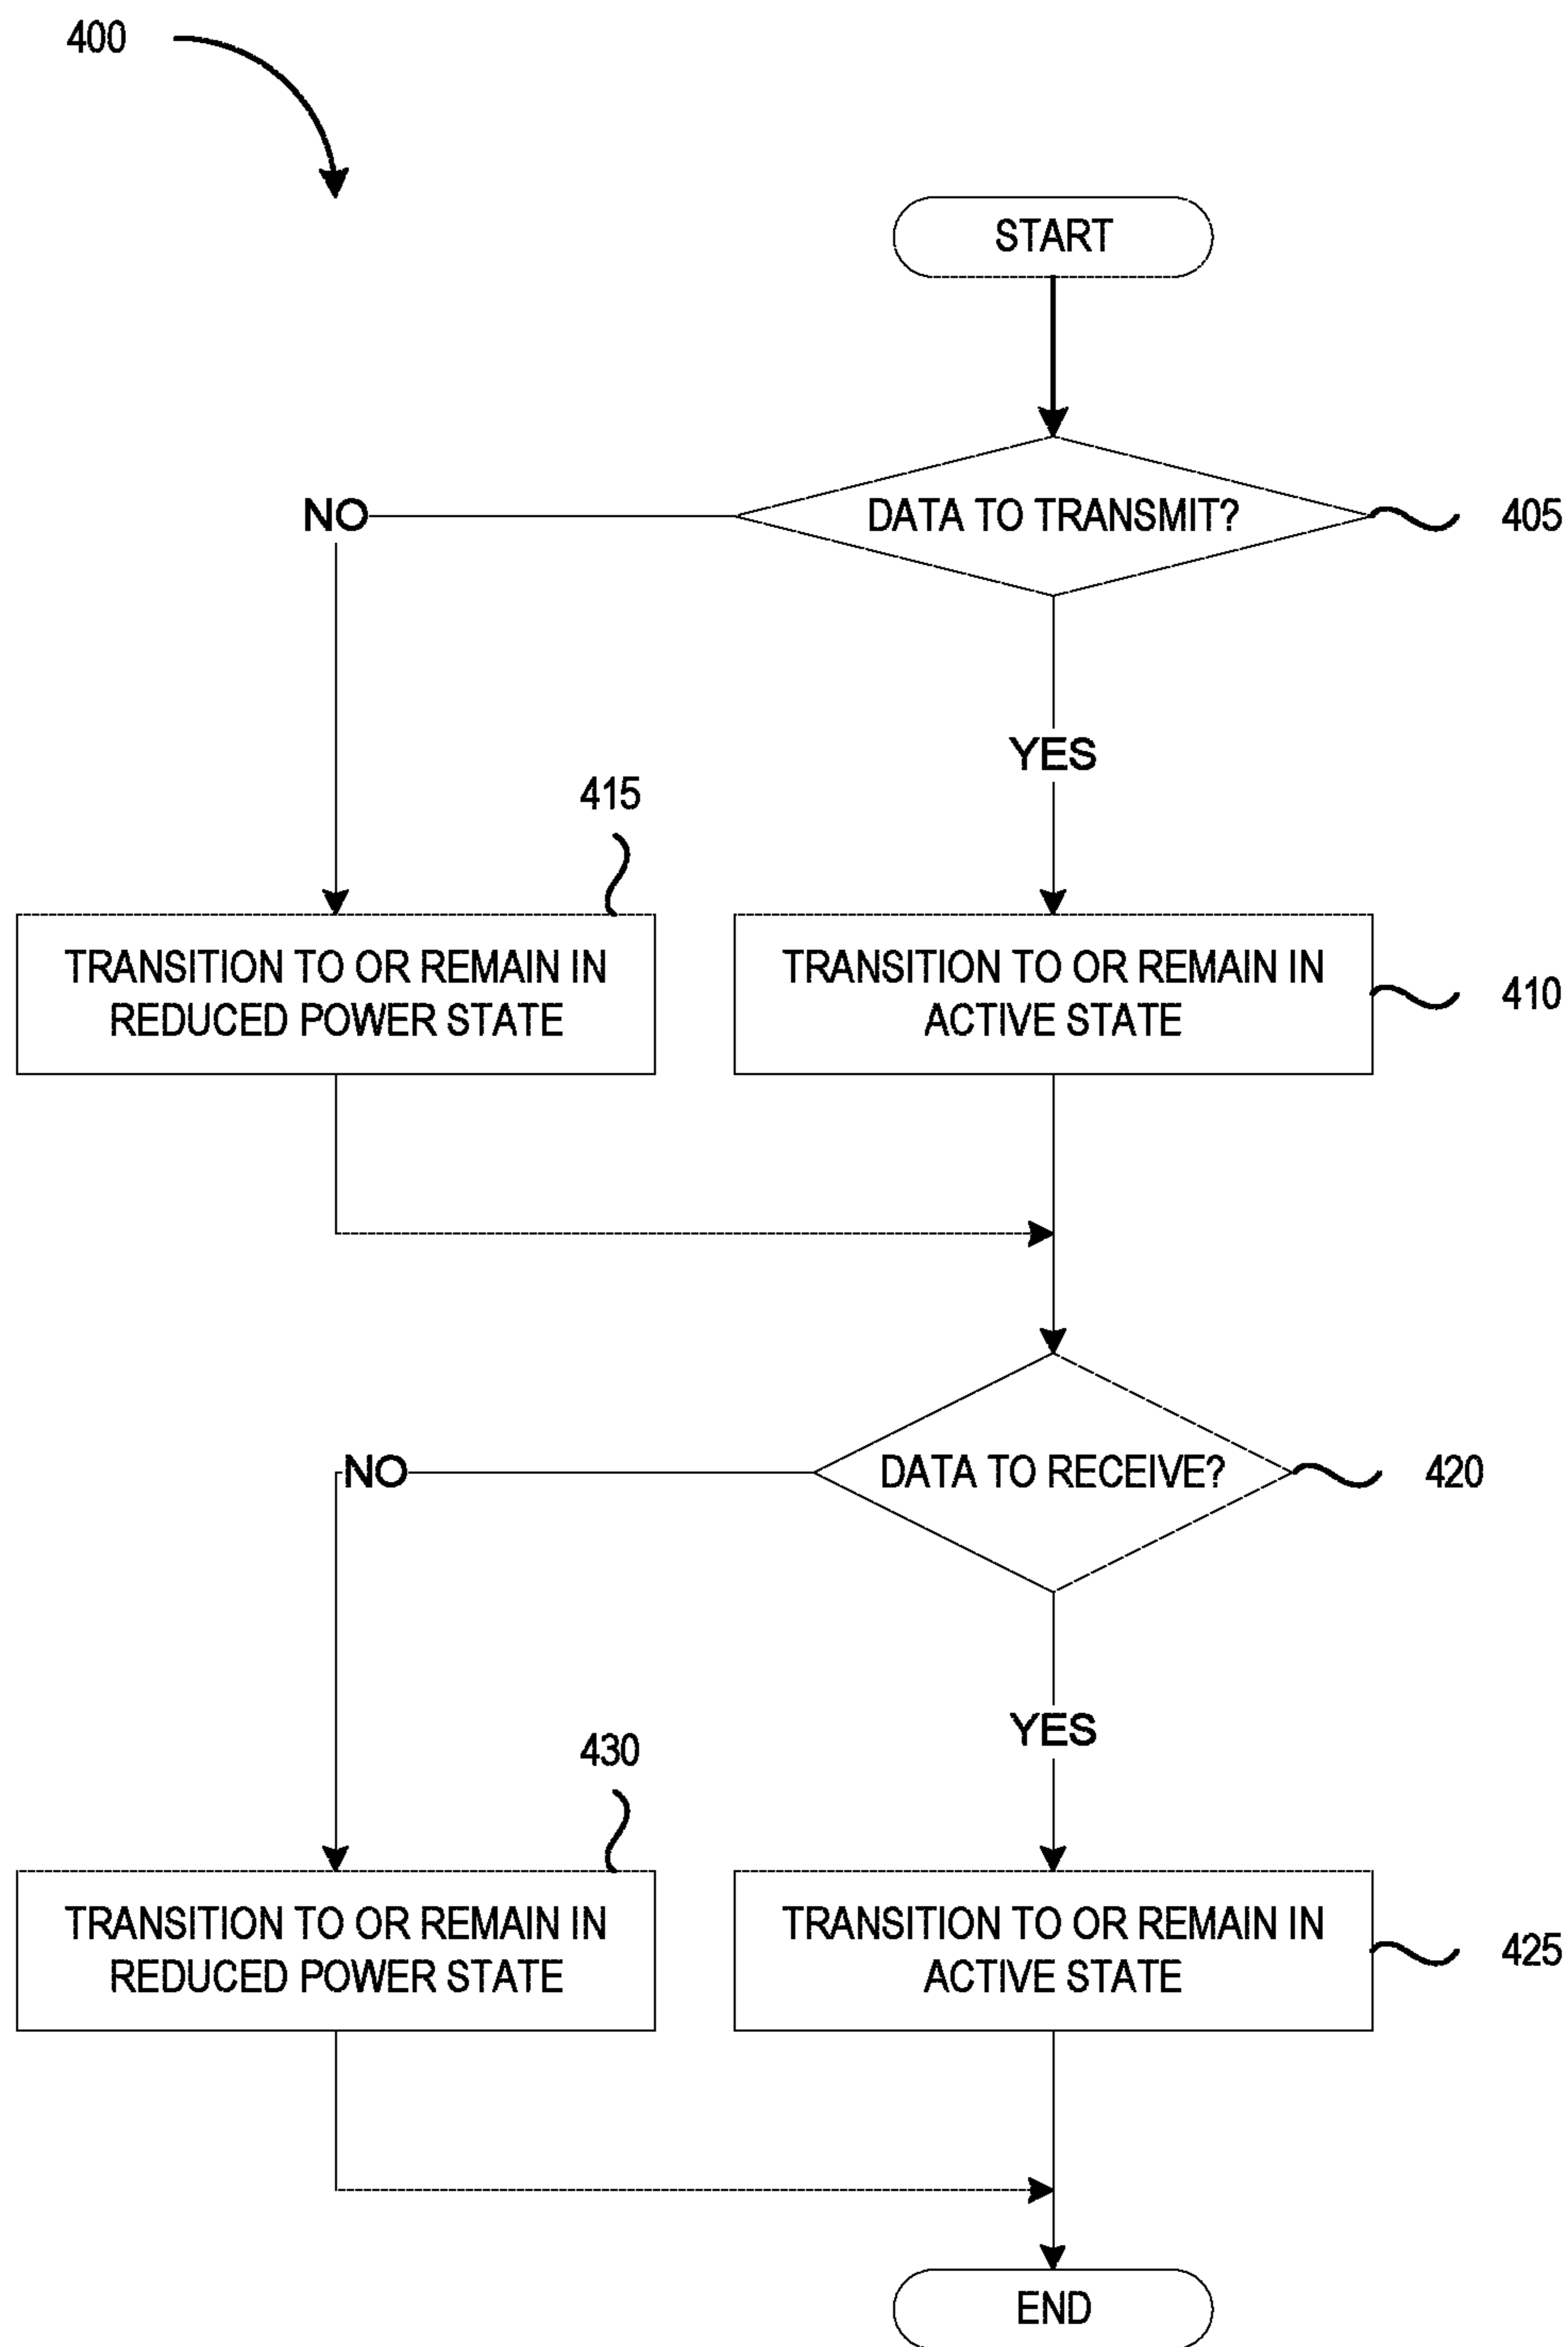 400
START
DATA TO TRANSMIT?
405
NO
YES
415
TRANSITION TO OR REMAIN IN
REDUCED POWER STATE
TRANSITION TO OR REMAIN IN
ACTIVE STATE
410
DATA TO RECEIVE?
420
NO
YES
430
TRANSITION TO OR REMAIN IN
REDUCED POWER STATE
TRANSITION TO OR REMAIN IN
ACTIVE STATE
425
END